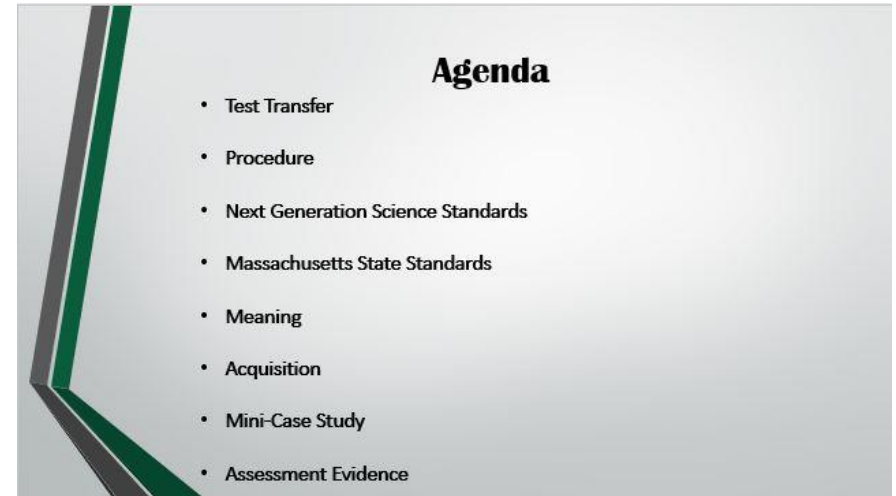 Agenda
• Test Transfer
• Procedure
• Next Generation Science Standards
• Massachusetts State Standards
• Meaning
• Acquisition
• Mini-Case Study
• Assessment Evidence